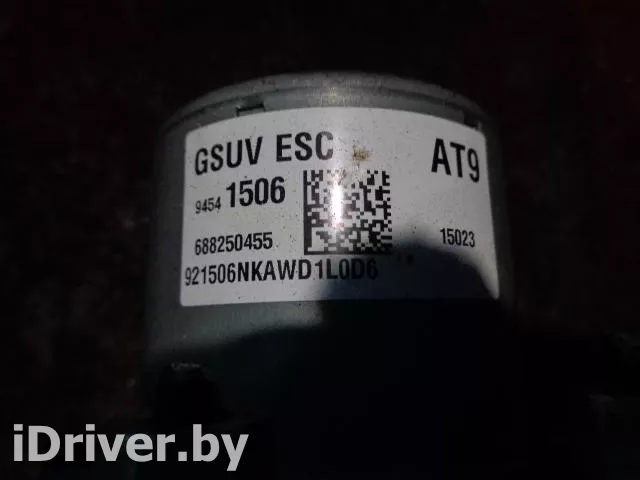 GSUV ESC AT9
9454 1506
688250455 15023
921506NKAWD1L0D6
iDriver.by